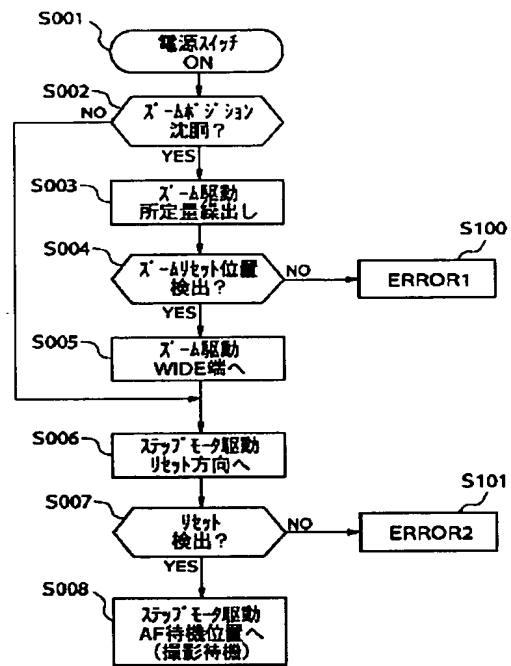 S001
電源スイッチ
ON
S002
NO
ズームポジション
沈胴？
YES
S003
ズーム駆動
所定量繰出し
S004
S100
ズームリセット位置
検出？
NO
ERROR1
YES
S005
ズーム駆動
WIDE端へ
S006
ステップモータ駆動
リセット方向へ
S007
S101
リセット
検出？
NO
ERROR2
YES
S008
ステップモータ駆動
AF待機位置へ
(撮影待機)